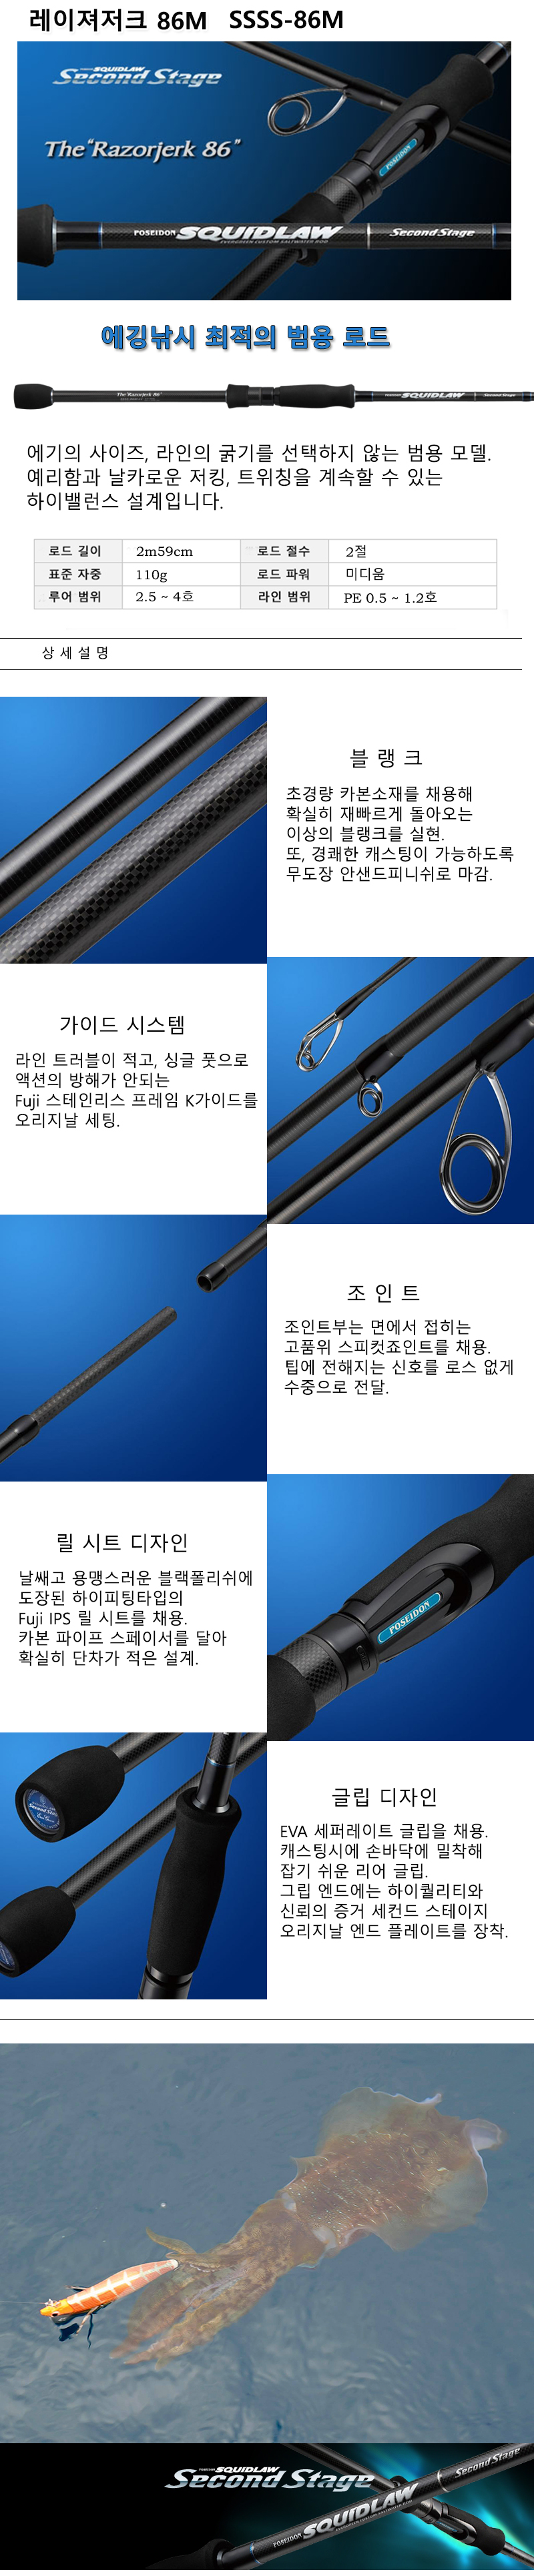 레이져저크 86M SSSS-86M
SQUIDLAW
Second Stage
The "Razorjerk 86"
POSEIDON
POSEIDON SQUIDLAW Second Stage
EVERGREEN CUSTOM SALTWATER ROD
에깅낚시 최적의 범용 로드
The "Razorjerk 86"
SQUIDLAW Second Stage
에기의 사이즈, 라인의 굵기를 선택하지 않는 범용 모델.
예리함과 날카로운 저킹, 트위칭을 계속할 수 있는
하이밸런스 설계입니다.
로드 길이 2m59cm 로드 절수 2절
표준 자중 110g 로드 파워 미디움
루어 범위 2.5 ~ 4호 라인 범위 PE 0.5 ~ 1.2호
상 세 설 명
블 랭 크
초경량 카본소재를 채용해
확실히 재빠르게 돌아오는
이상의 블랭크를 실현.
또, 경쾌한 캐스팅이 가능하도록
무도장 안샌드피니쉬로 마감.
가이드 시스템
라인 트러블이 적고, 싱글 풋으로
액션의 방해가 안되는
Fuji 스테인리스 프레임 K가이드를
오리지날 세팅.
조 인 트
조인트부는 면에서 접히는
고품위 스피컷죠인트를 채용.
팁에 전해지는 신호를 로스 없게
수중으로 전달.
릴 시트 디자인
날쌔고 용맹스러운 블랙폴리쉬에
도장된 하이피팅타입의
Fuji IPS 릴 시트를 채용.
카본 파이프 스페이서를 달아
확실히 단차가 적은 설계.
POSEIDON
Second Stage
글립 디자인
EVA 세퍼레이트 글립을 채용.
캐스팅시에 손바닥에 밀착해
잡기 쉬운 리어 글립.
그립 엔드에는 하이퀄리티와
신뢰의 증거 세컨드 스테이지
오리지날 엔드 플레이트를 장착.
SQUIDLAW
Second Stage
POSEIDON SQUIDLAW Second Stage